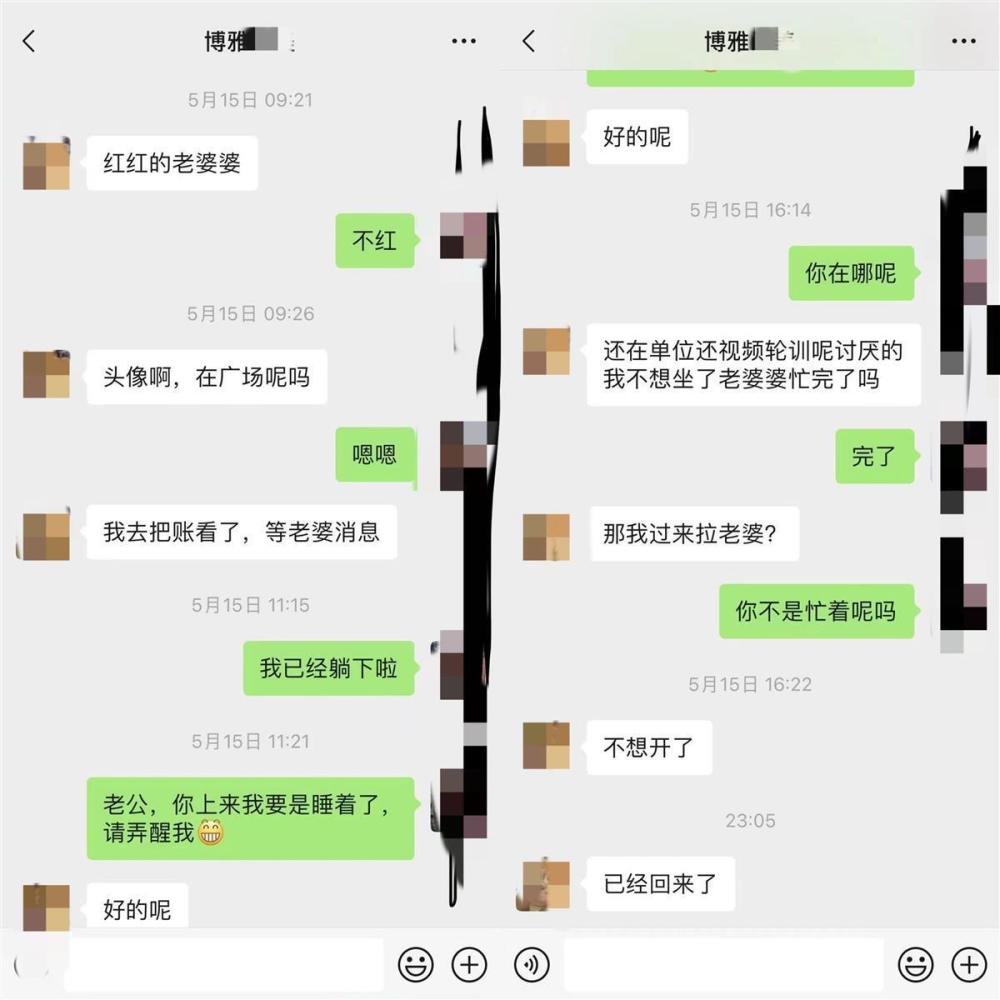 博雅
5月15日 09:21
红红的老婆婆
不红
5月15日 09:26
头像啊，在广场呢吗
嗯嗯
我去把账看了，等老婆消息
5月15日 11:15
我已经躺下啦
5月15日 11:21
老公，你上来我要是睡着了，
请弄醒我😁
好的呢
博雅
好的呢
5月15日 16:14
你在哪呢
还在单位还视频轮训呢讨厌的
我不想坐了老婆婆忙完了吗
完了
那我过来拉老婆？
你不是忙着呢吗
5月15日 16:22
不想开了
23:05
已经回来了